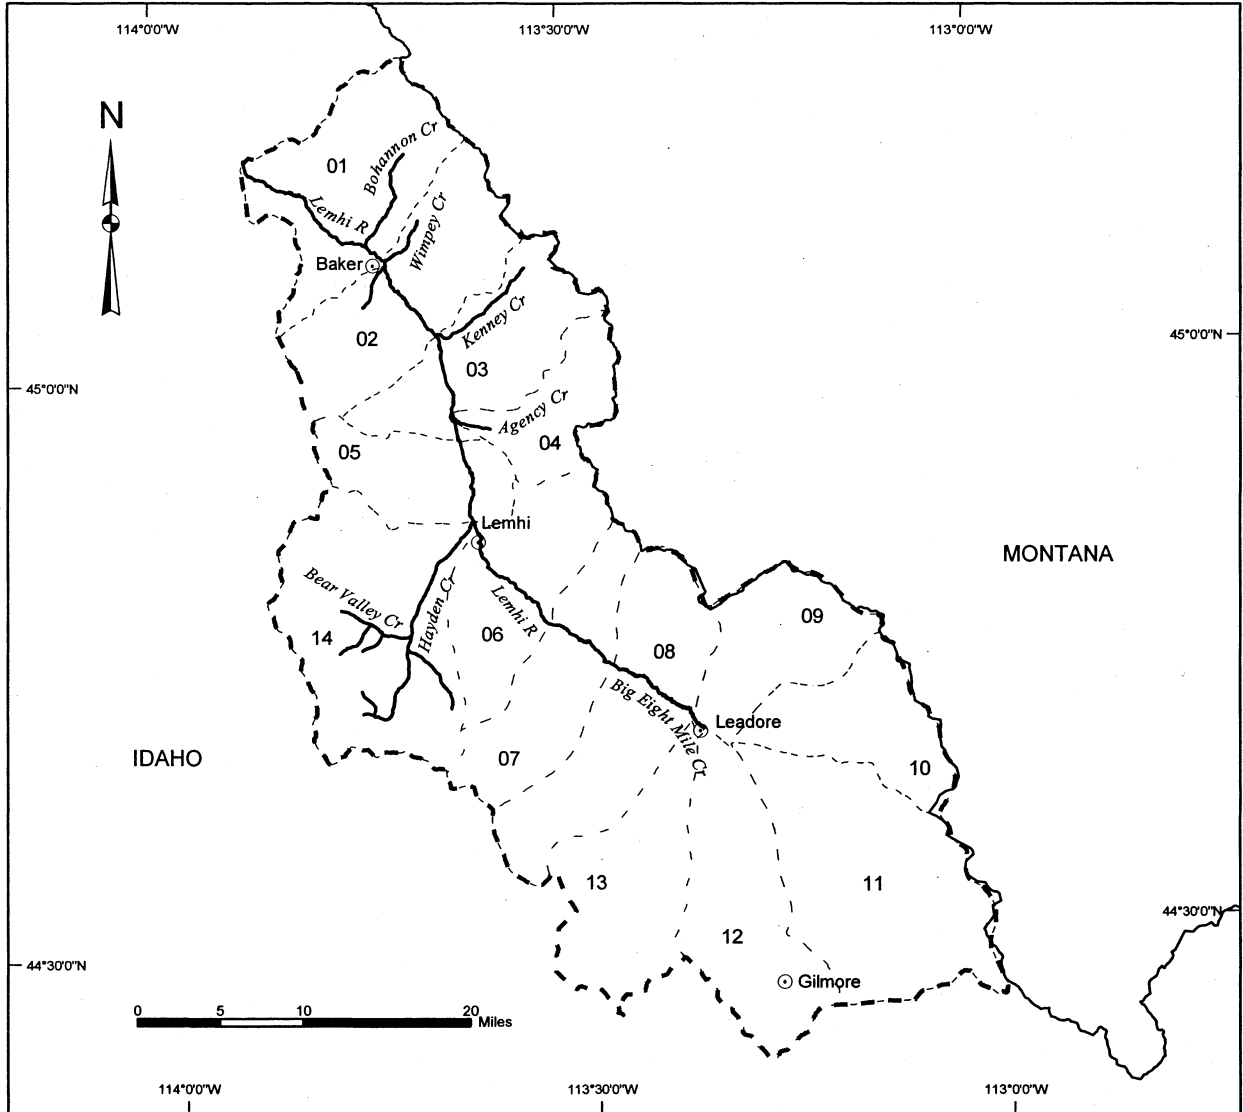 114°0'0"W
113°30'0"W
113°0'0"W
N
01
Bohannon Cr
Lemhi R
Wimpey Cr
Baker
02
Kenney Cr
45°0'0"N
03
45°0'0"N
Agency Cr
04
05
Lemhi
MONTANA
Bear Valley Cr
Hayden Cr
Lemhi R
14
06
09
08
Big Eight Mile Cr
Leadore
IDAHO
07
10
13
11
44°30'0"N
12
44°30'0"N
Gilmore
0 5 10 20 Miles
114°0'0"W
113°30'0"W
113°0'0"W